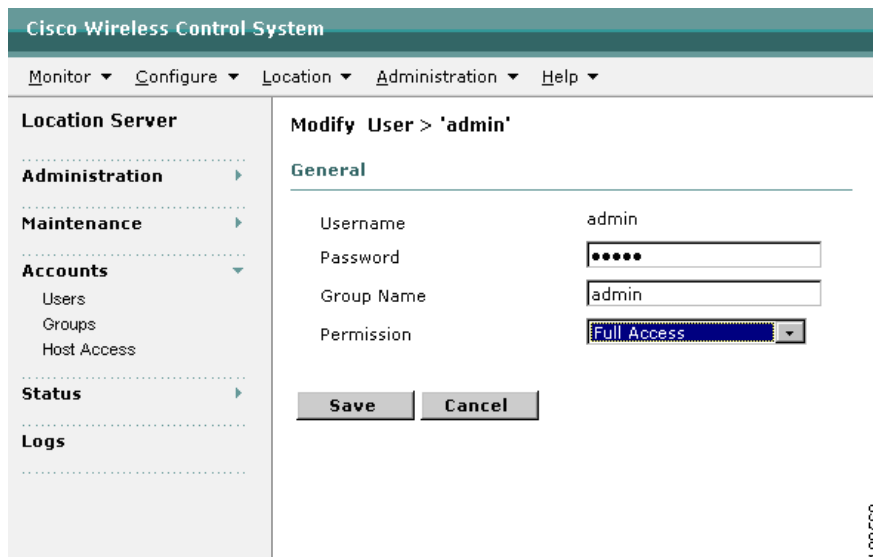 Cisco Wireless Control System
Monitor Configure Location Administration Help
Location Server
Administration
Maintenance
Accounts
Users
Groups
Host Access
Status
Logs
Modify User > 'admin'
General
Username admin
Password •••••
Group Name admin
Permission Full Access
Save Cancel